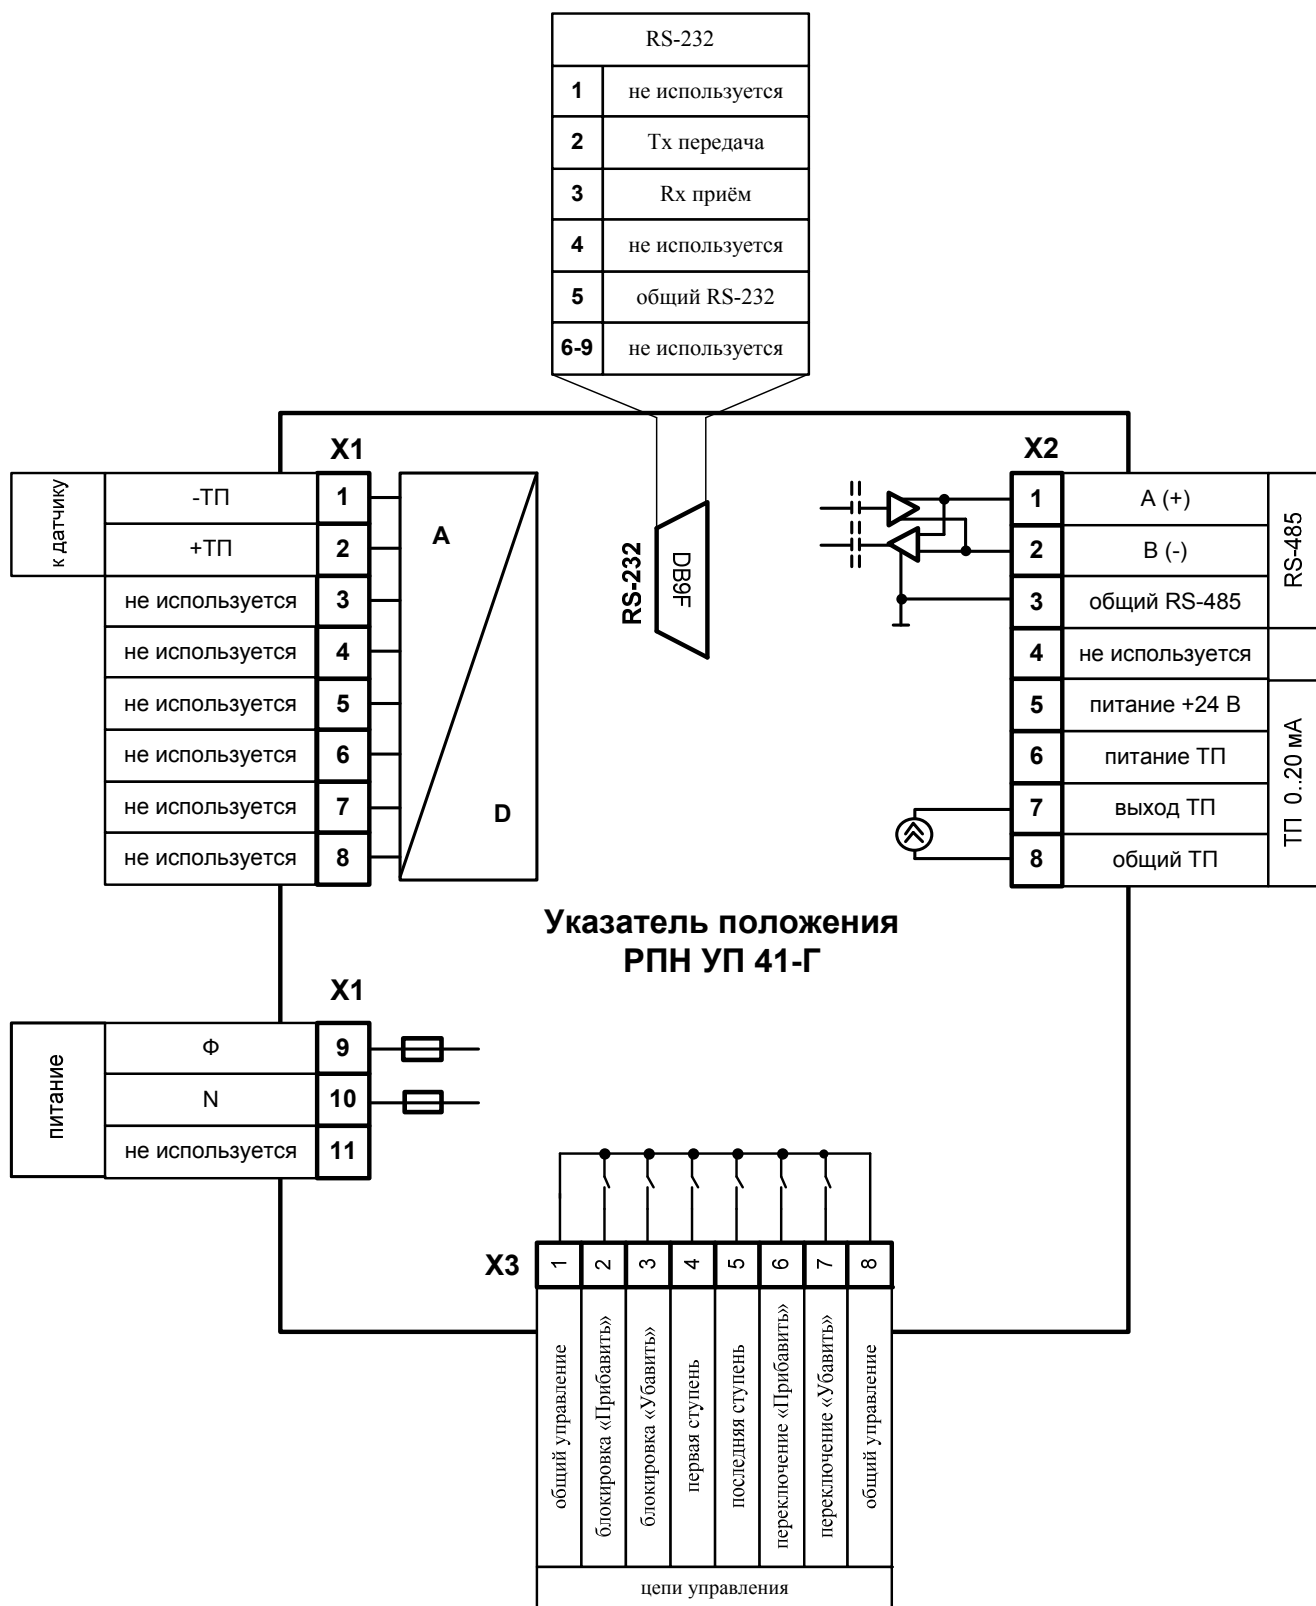 RS-232
1 не используется
2 Tx передача
3 Rx приём
4 не используется
5 общий RS-232
6-9 не используется
X1
к датчику
-ТП 1
+ТП 2
не используется 3
не используется 4
не используется 5
не используется 6
не используется 7
не используется 8
A
D
RS-232
DB9F
X2
1 A (+)
2 B (-)
3 общий RS-485
4 не используется
5 питание +24 В
6 питание ТП
7 выход ТП
8 общий ТП
RS-485
ТП 0..20 мА
Указатель положения
РПН УП 41-Г
X1
питание
Ф 9
N 10
не используется 11
X3
1 общий управление
2 блокировка «Прибавить»
3 блокировка «Убавить»
4 первая ступень
5 последняя ступень
6 переключение «Прибавить»
7 переключение «Убавить»
8 общий управление
цепи управления